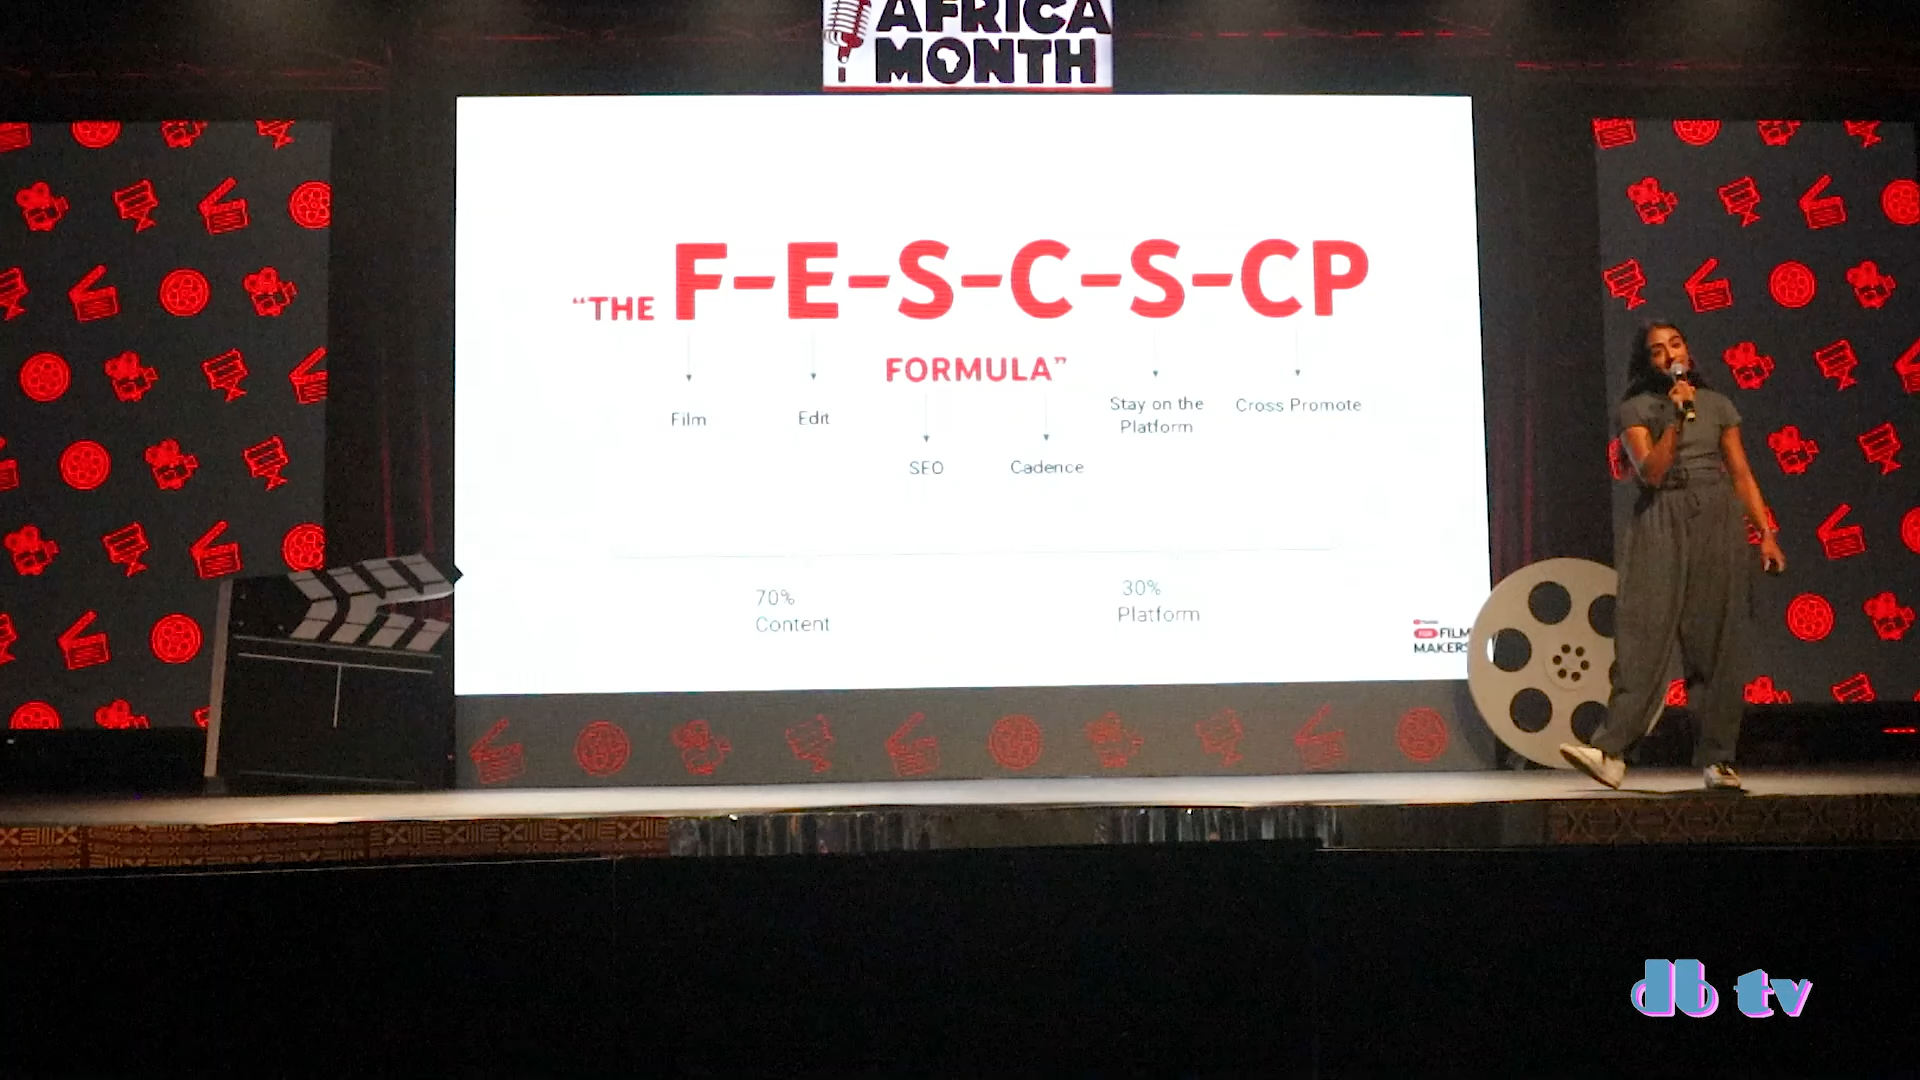 AFRICA
MONTH
“THE F-E-S-C-S-CP
FORMULA”
Film
Edit
SEO
Cadence
Stay on the
Platform
Cross Promote
70%
Content
30%
Platform
FILM
MAKERS
db tv